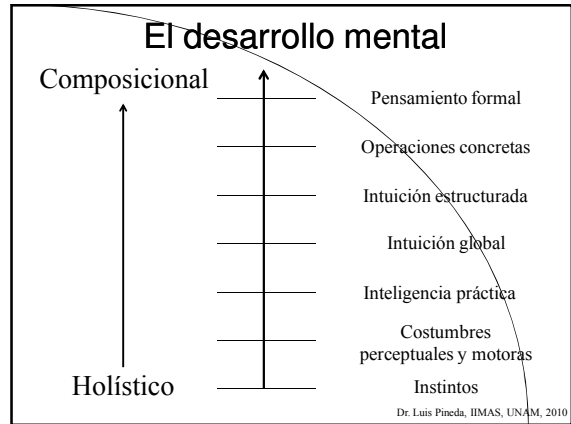 El desarrollo mental
Composicional
Pensamiento formal
Operaciones concretas
Intuición estructurada
Intuición global
Inteligencia práctica
Costumbres
perceptuales y motoras
Holístico
Instintos
Dr. Luis Pineda, IIMAS, UNAM, 2010